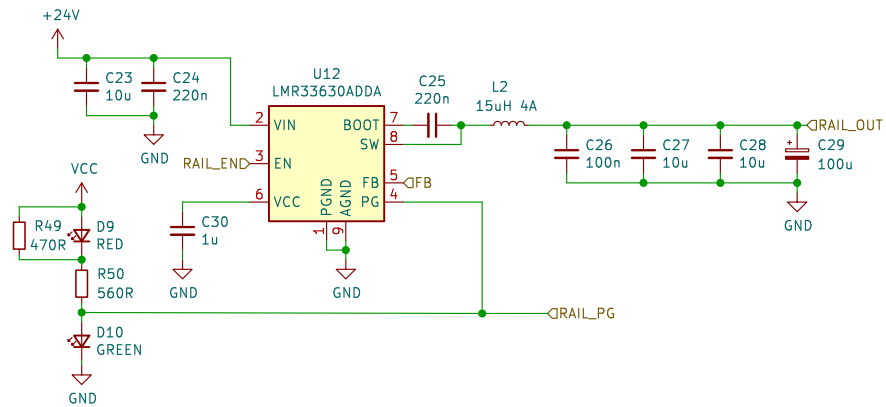 +24V
C23
10u
C24
220n
GND
U12
LMR33630ADDA
2
VIN
3
EN
6
VCC
BOOT
7
SW
8
FB
5
PG
4
PGND
AGND
1
9
GND
RAIL_EN
FB
C25
220n
L2
15uH 4A
RAIL_OUT
C26
100n
C27
10u
C28
10u
+
C29
100u
GND
C30
1u
GND
VCC
R49
470R
D9
RED
R50
560R
D10
GREEN
GND
RAIL_PG